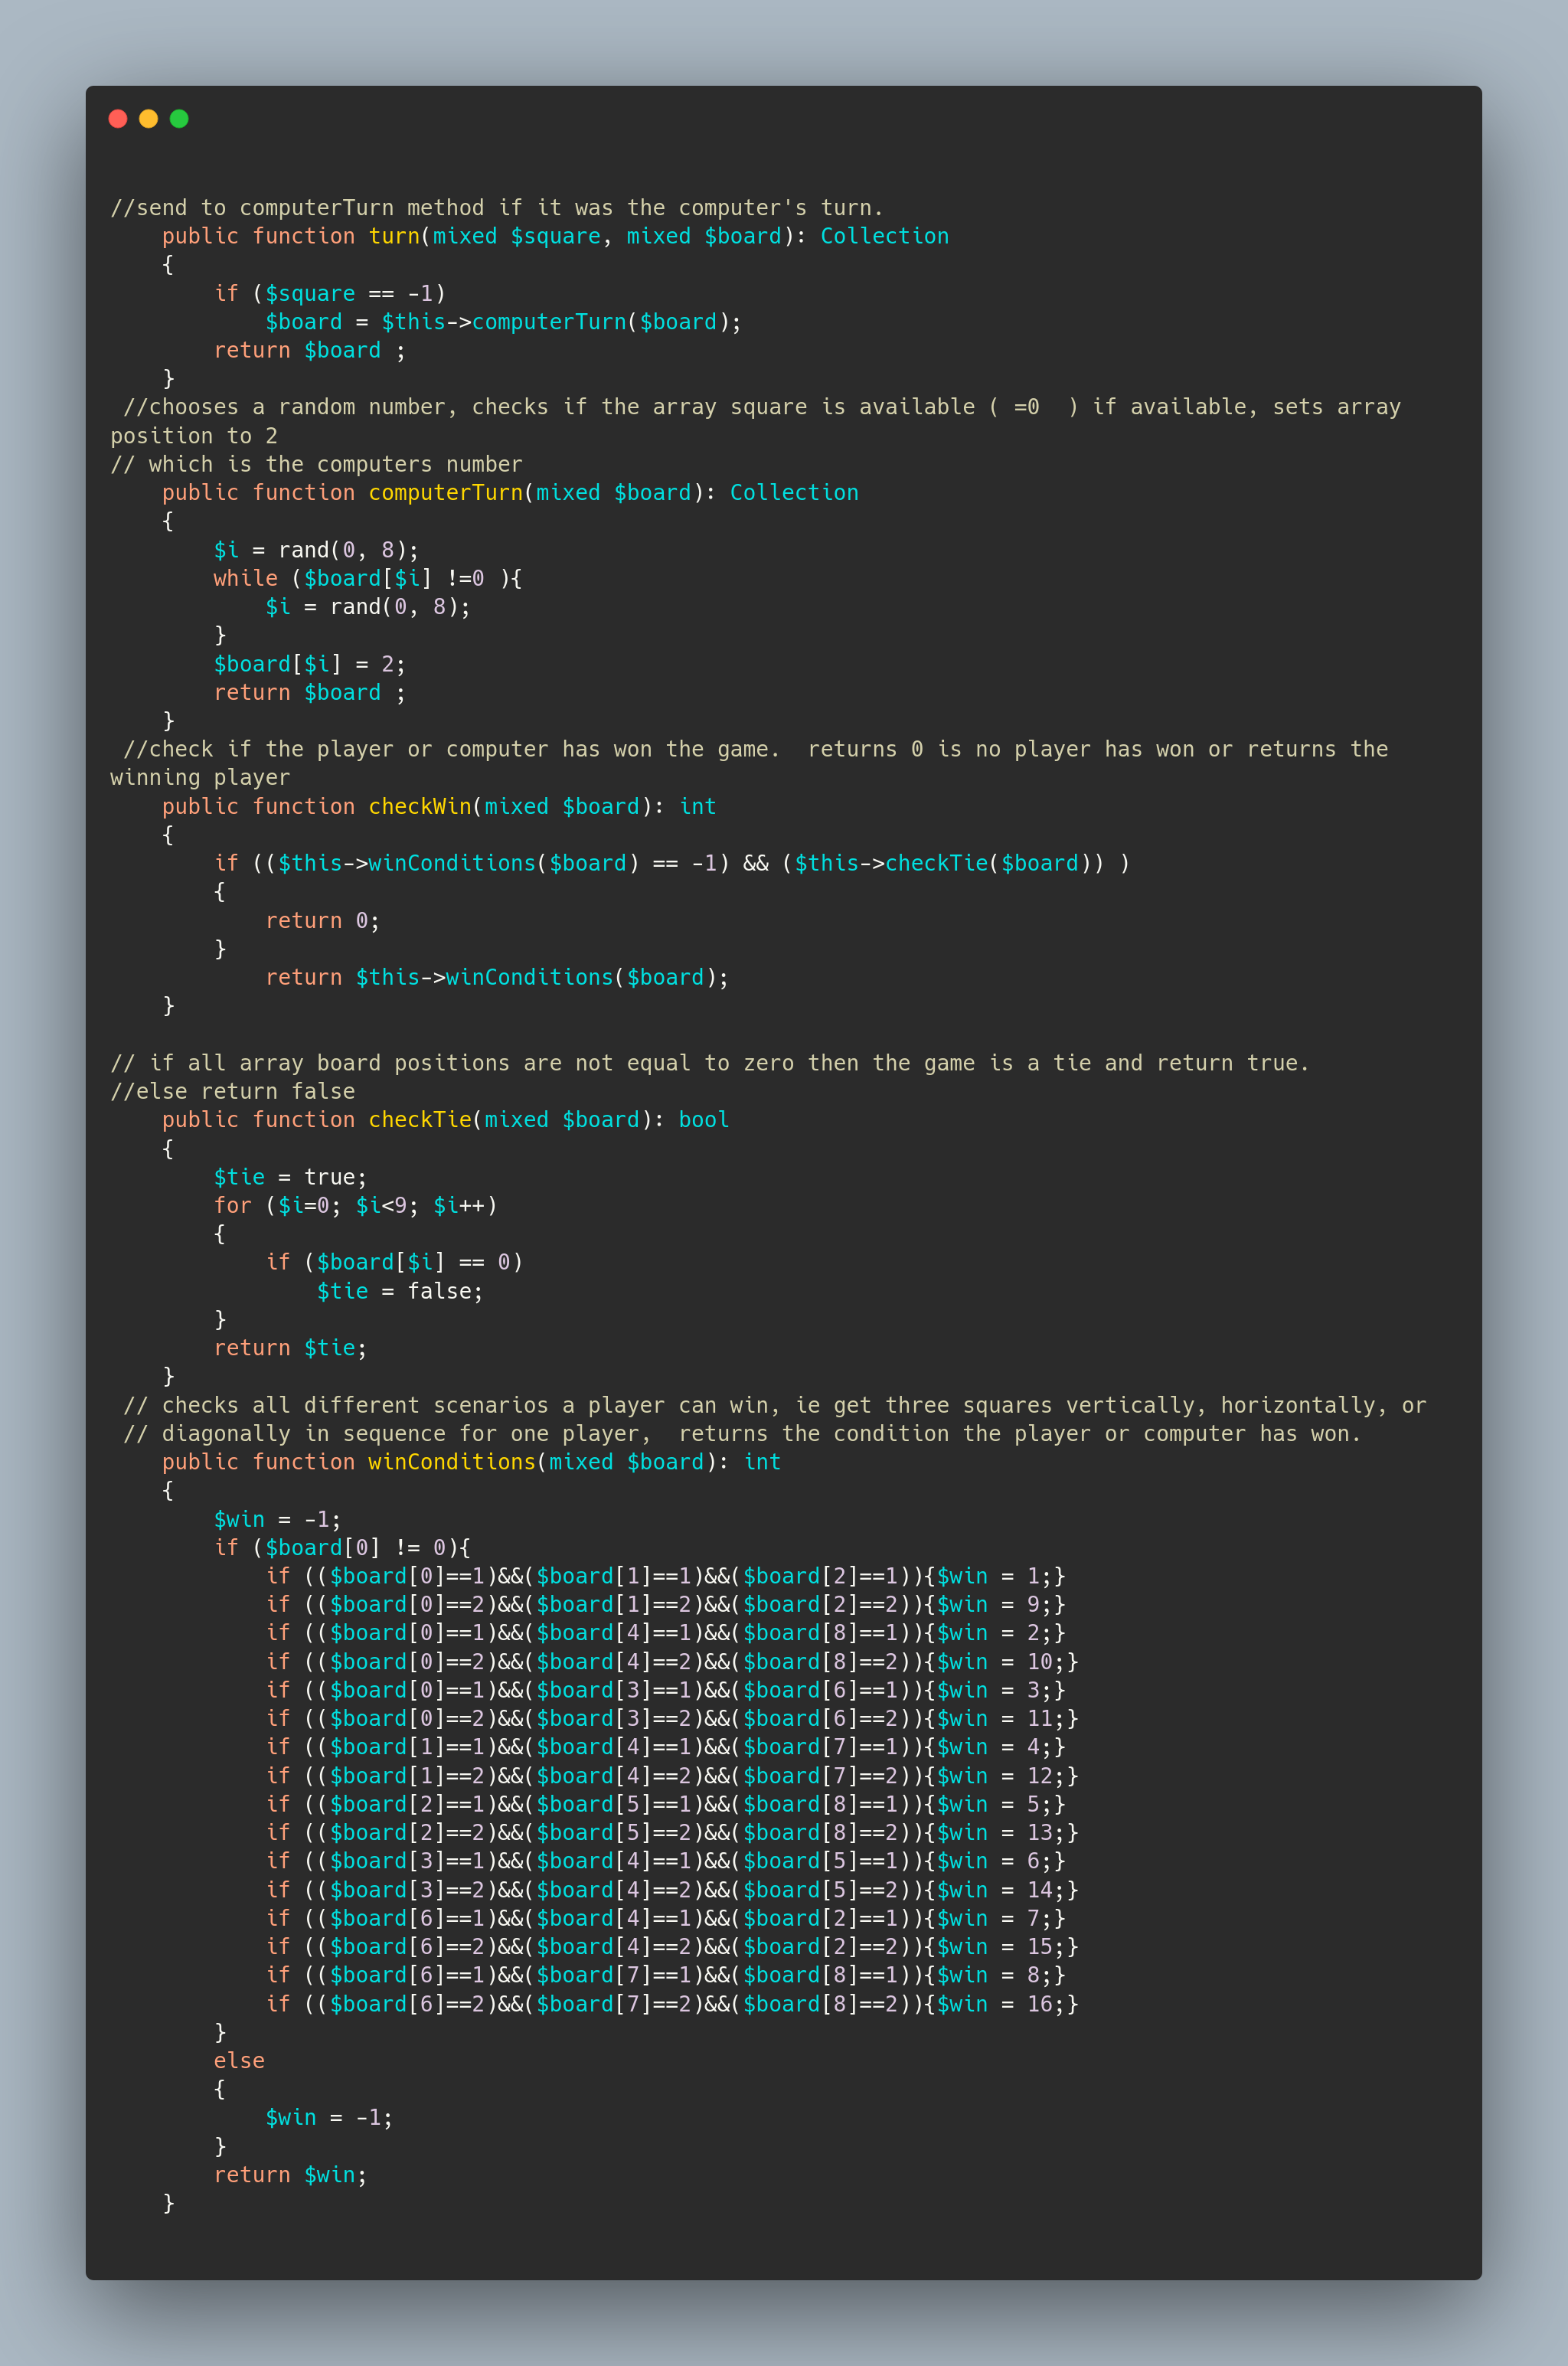 //send to computerTurn method if it was the computer's turn.
    public function turn(mixed $square, mixed $board): Collection
    {
        if ($square == -1)
            $board = $this->computerTurn($board);
        return $board ;
    }
 //chooses a random number, checks if the array square is available ( =0  ) if available, sets array
position to 2
// which is the computers number
    public function computerTurn(mixed $board): Collection
    {
        $i = rand(0, 8);
        while ($board[$i] !=0 ){
            $i = rand(0, 8);
        }
        $board[$i] = 2;
        return $board ;
    }
 //check if the player or computer has won the game.  returns 0 is no player has won or returns the
winning player
    public function checkWin(mixed $board): int
    {
        if (($this->winConditions($board) == -1) && ($this->checkTie($board)) )
        {
            return 0;
        }
            return $this->winConditions($board);
    }

// if all array board positions are not equal to zero then the game is a tie and return true.
//else return false
    public function checkTie(mixed $board): bool
    {
        $tie = true;
        for ($i=0; $i<9; $i++)
        {
            if ($board[$i] == 0)
                $tie = false;
        }
        return $tie;
    }
 // checks all different scenarios a player can win, ie get three squares vertically, horizontally, or
 // diagonally in sequence for one player,  returns the condition the player or computer has won.
    public function winConditions(mixed $board): int
    {
        $win = -1;
        if ($board[0] != 0){
            if (($board[0]==1)&&($board[1]==1)&&($board[2]==1)){$win = 1;}
            if (($board[0]==2)&&($board[1]==2)&&($board[2]==2)){$win = 9;}
            if (($board[0]==1)&&($board[4]==1)&&($board[8]==1)){$win = 2;}
            if (($board[0]==2)&&($board[4]==2)&&($board[8]==2)){$win = 10;}
            if (($board[0]==1)&&($board[3]==1)&&($board[6]==1)){$win = 3;}
            if (($board[0]==2)&&($board[3]==2)&&($board[6]==2)){$win = 11;}
            if (($board[1]==1)&&($board[4]==1)&&($board[7]==1)){$win = 4;}
            if (($board[1]==2)&&($board[4]==2)&&($board[7]==2)){$win = 12;}
            if (($board[2]==1)&&($board[5]==1)&&($board[8]==1)){$win = 5;}
            if (($board[2]==2)&&($board[5]==2)&&($board[8]==2)){$win = 13;}
            if (($board[3]==1)&&($board[4]==1)&&($board[5]==1)){$win = 6;}
            if (($board[3]==2)&&($board[4]==2)&&($board[5]==2)){$win = 14;}
            if (($board[6]==1)&&($board[4]==1)&&($board[2]==1)){$win = 7;}
            if (($board[6]==2)&&($board[4]==2)&&($board[2]==2)){$win = 15;}
            if (($board[6]==1)&&($board[7]==1)&&($board[8]==1)){$win = 8;}
            if (($board[6]==2)&&($board[7]==2)&&($board[8]==2)){$win = 16;}
        }
        else
        {
            $win = -1;
        }
        return $win;
    }